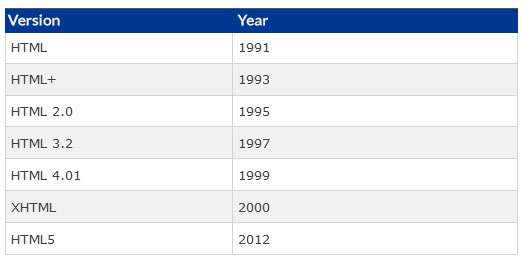 Version Year
HTML 1991
HTML+ 1993
HTML 2.0 1995
HTML 3.2 1997
HTML 4.01 1999
XHTML 2000
HTML5 2012